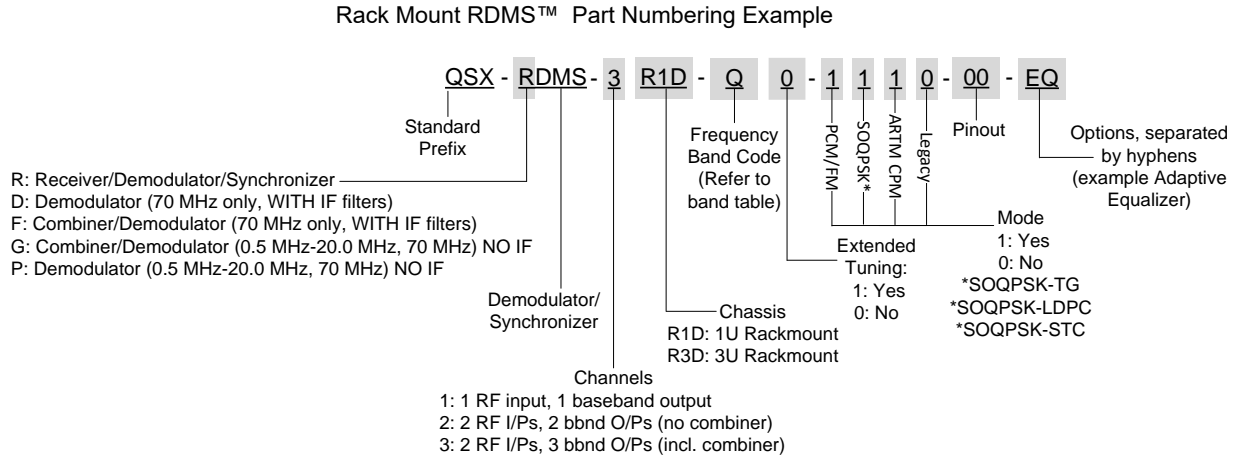 Rack Mount RDMS™ Part Numbering Example
QSX - RDMS - 3 R1D - Q 0 - 1 1 1 0 - 00 - EQ
Standard
Prefix
R: Receiver/Demodulator/Synchronizer
D: Demodulator (70 MHz only, WITH IF filters)
F: Combiner/Demodulator (70 MHz only, WITH IF filters)
G: Combiner/Demodulator (0.5 MHz-20.0 MHz, 70 MHz) NO IF
P: Demodulator (0.5 MHz-20.0 MHz, 70 MHz) NO IF
Demodulator/
Synchronizer
Channels
1: 1 RF input, 1 baseband output
2: 2 RF I/Ps, 2 bbnd O/Ps (no combiner)
3: 2 RF I/Ps, 3 bbnd O/Ps (incl. combiner)
Chassis
R1D: 1U Rackmount
R3D: 3U Rackmount
Frequency
Band Code
(Refer to
band table)
Extended
Tuning:
1: Yes
0: No
PCM/FM
SOQPSK*
ARTM CPM
Legacy
Mode
1: Yes
0: No
*SOQPSK-TG
*SOQPSK-LDPC
*SOQPSK-STC
Pinout
Options, separated
by hyphens
(example Adaptive
Equalizer)